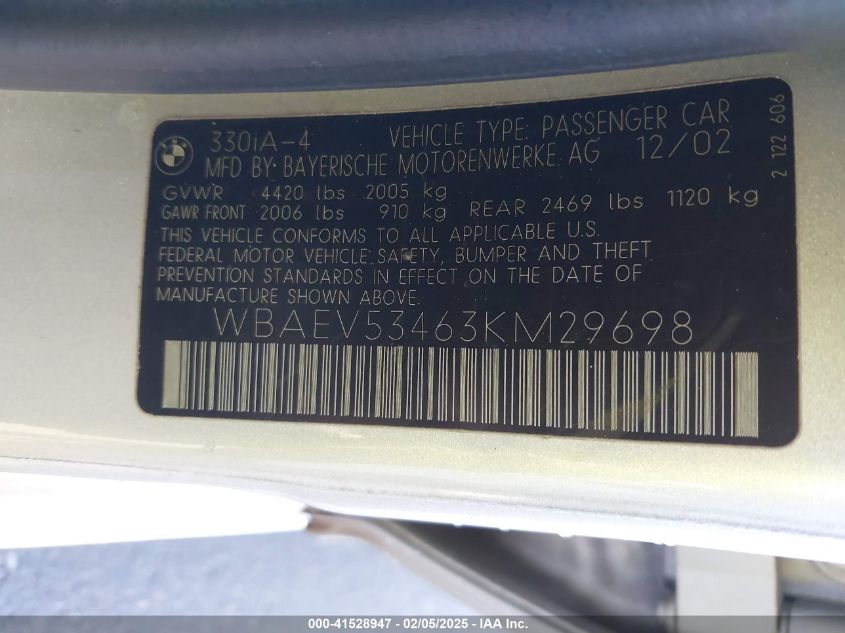 330iA-4 VEHICLE TYPE: PASSENGER CAR
MFD BY: BAYERISCHE MOTORENWERKE AG 12/02
GVWR 4420 lbs 2005 kg
GAWR FRONT 2006 lbs 910 kg REAR 2469 lbs 1120 kg
THIS VEHICLE CONFORMS TO ALL APPLICABLE U.S.
FEDERAL MOTOR VEHICLE SAFETY, BUMPER AND THEFT
PREVENTION STANDARDS IN EFFECT ON THE DATE OF
MANUFACTURE SHOWN ABOVE.
WBAEV53463KM29698
2 122 606
000-41528947 - 02/05/2025 - IAA Inc.